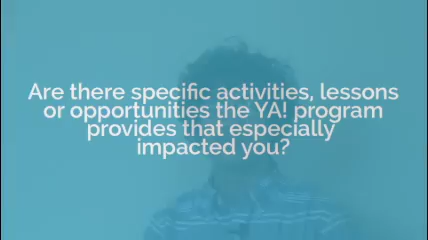 Are there specific activities, lessons
or opportunities the YA! program
provides that especially
impacted you?